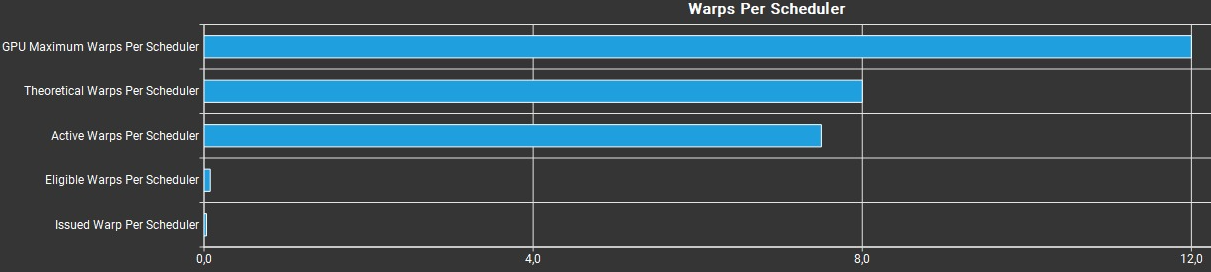 Warps Per Scheduler
GPU Maximum Warps Per Scheduler
Theoretical Warps Per Scheduler
Active Warps Per Scheduler
Eligible Warps Per Scheduler
Issued Warp Per Scheduler
0,0 4,0 8,0 12,0